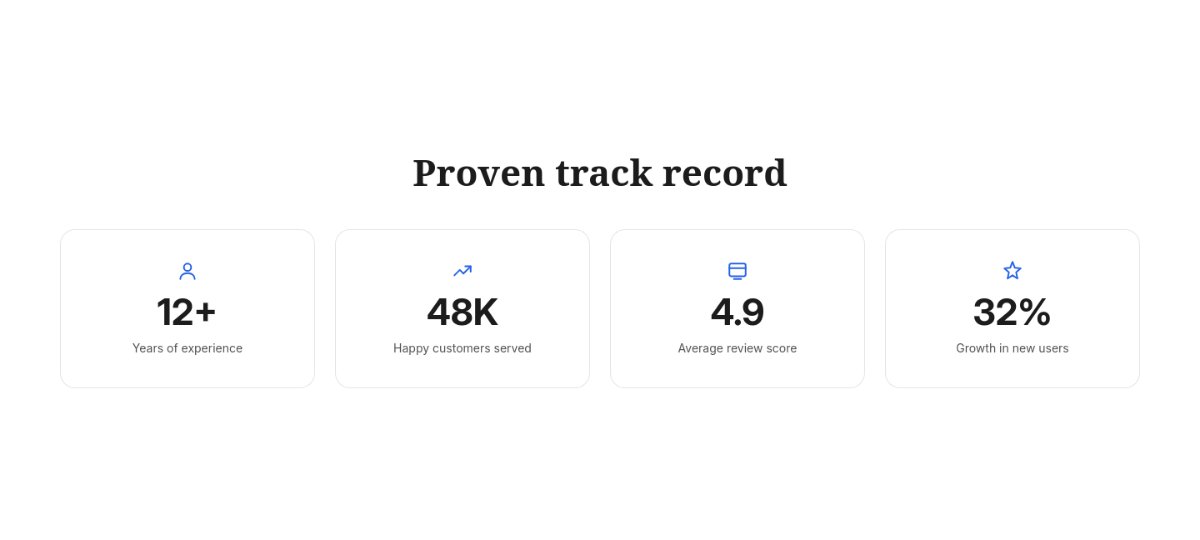 Proven track record
12+
Years of experience
48K
Happy customers served
4.9
Average review score
32%
Growth in new users